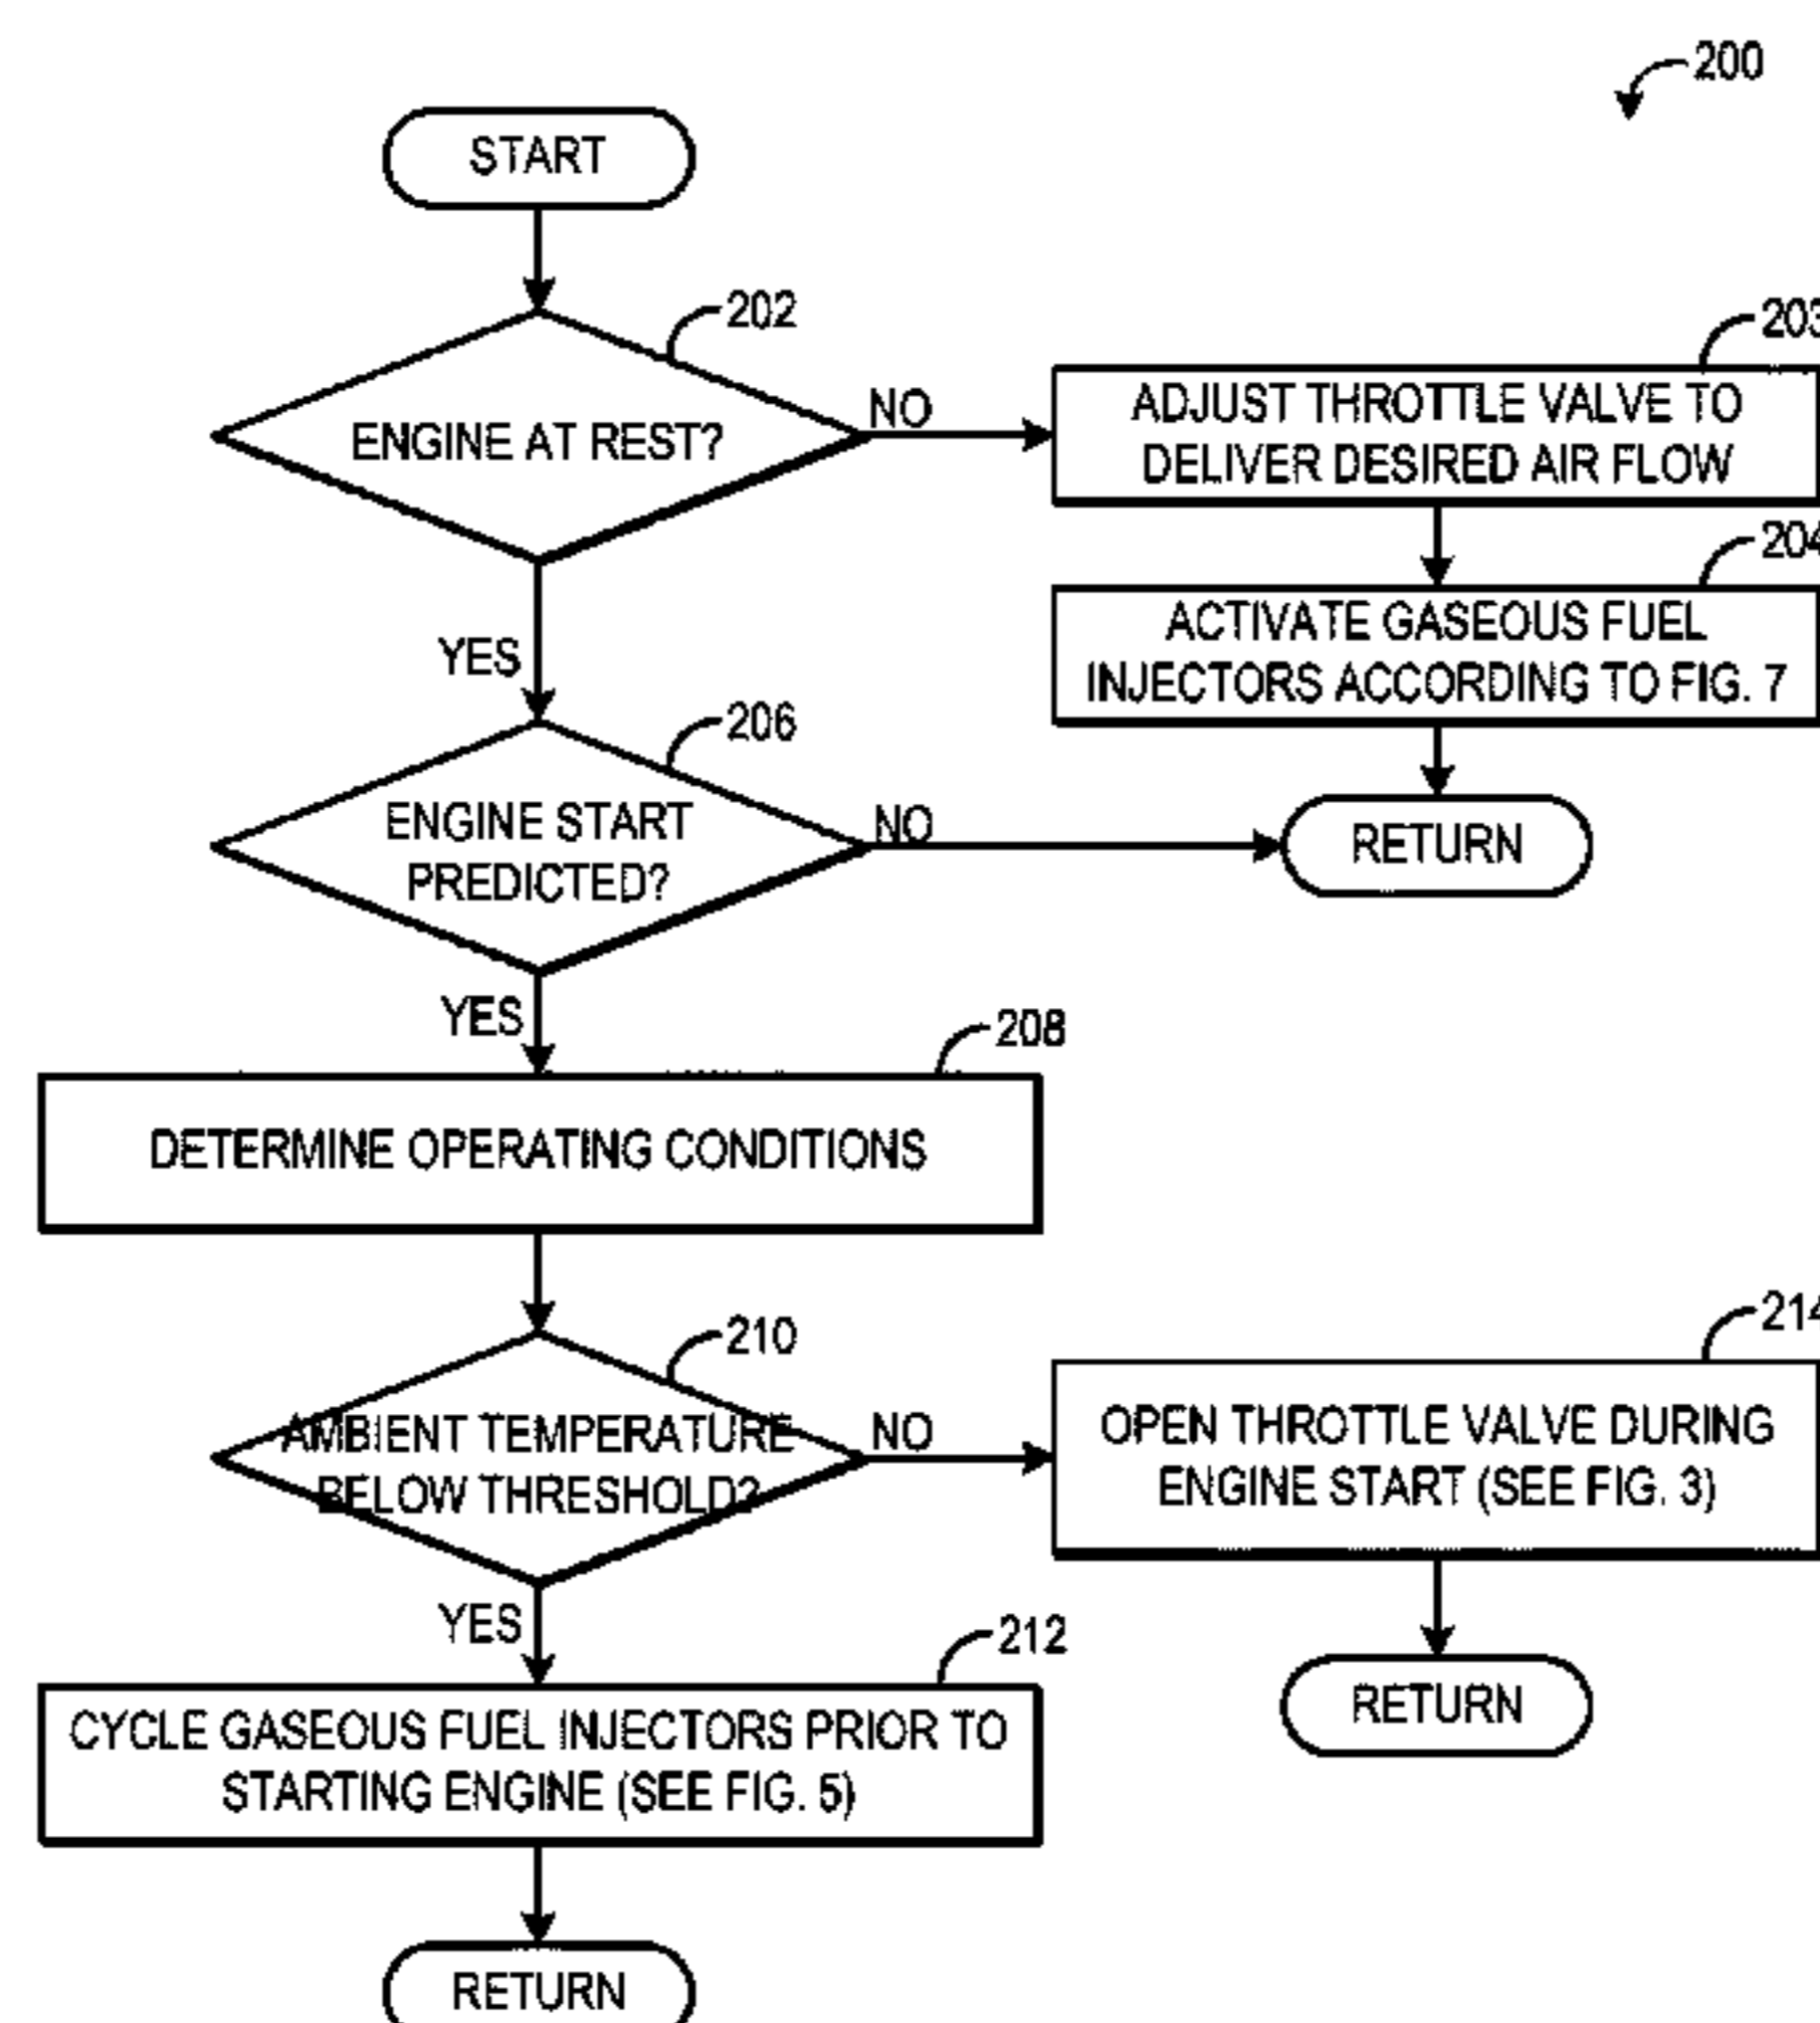 200
START
202
ENGINE AT REST?
NO
203
ADJUST THROTTLE VALVE TO
DELIVER DESIRED AIR FLOW
204
ACTIVATE GASEOUS FUEL
INJECTORS ACCORDING TO FIG. 7
YES
206
ENGINE START
PREDICTED?
NO
RETURN
YES
208
DETERMINE OPERATING CONDITIONS
210
AMBIENT TEMPERATURE
BELOW THRESHOLD?
NO
214
OPEN THROTTLE VALVE DURING
ENGINE START (SEE FIG. 3)
RETURN
YES
212
CYCLE GASEOUS FUEL INJECTORS PRIOR TO
STARTING ENGINE (SEE FIG. 5)
RETURN